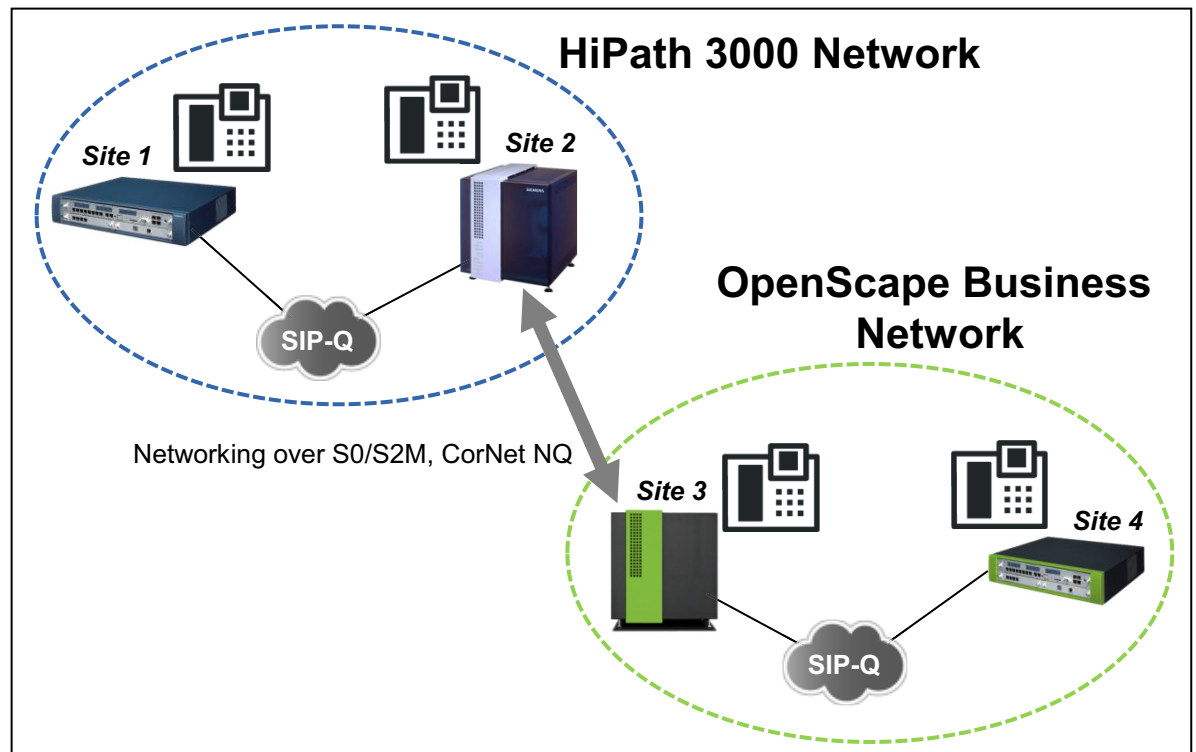 HiPath 3000 Network
Site 1
Site 2
SIEMENS
SIP-Q
OpenScape Business
Network
Networking over S0/S2M, CorNet NQ
Site 3
Site 4
SIP-Q